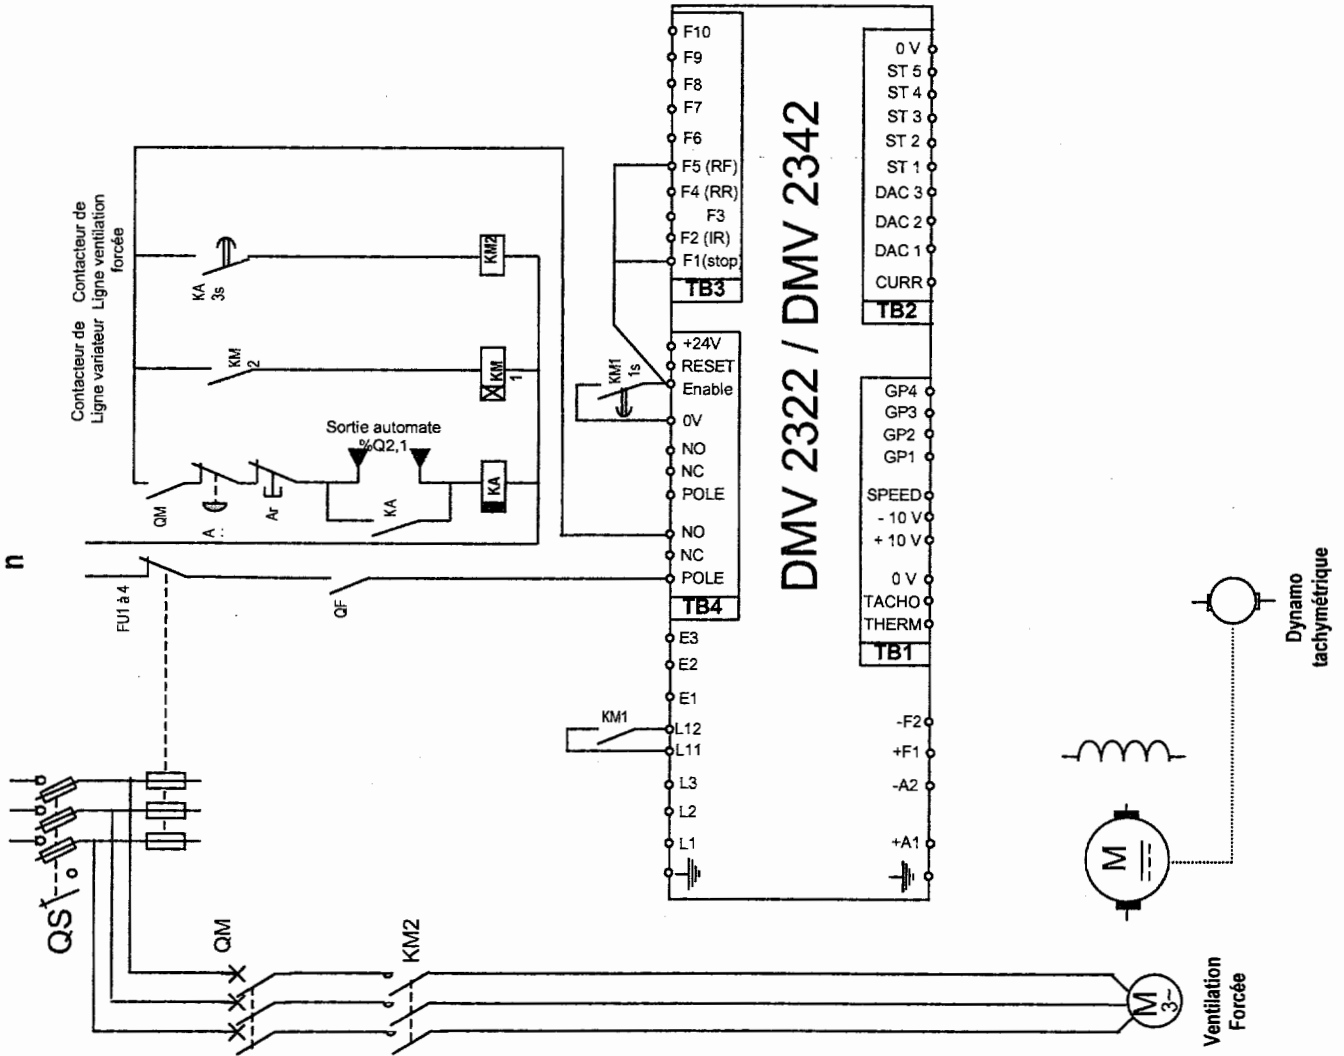 n
Contacteur de
Ligne variateur
Contacteur de
Ligne ventilation
forcée
KA
3s
KM2
KM
2
KM
1
Sortie automate
%Q2,1
QM
A :
Ar
KA
KA
FU1 à 4
QF
KM1
1s
KM1
QS
QM
KM2
F10
F9
F8
F7
F6
F5 (RF)
F4 (RR)
F3
F2 (IR)
F1(stop)
TB3
+24V
RESET
Enable
0V
NO
NC
POLE
NO
NC
POLE
TB4
E3
E2
E1
L12
L11
L3
L2
L1
DMV 2322 / DMV 2342
0 V
ST 5
ST 4
ST 3
ST 2
ST 1
DAC 3
DAC 2
DAC 1
CURR
TB2
GP4
GP3
GP2
GP1
SPEED
- 10 V
+ 10 V
0 V
TACHO
THERM
TB1
-F2
+F1
-A2
+A1
Dynamo
tachymétrique
M
M
3~
Ventilation
Forcée